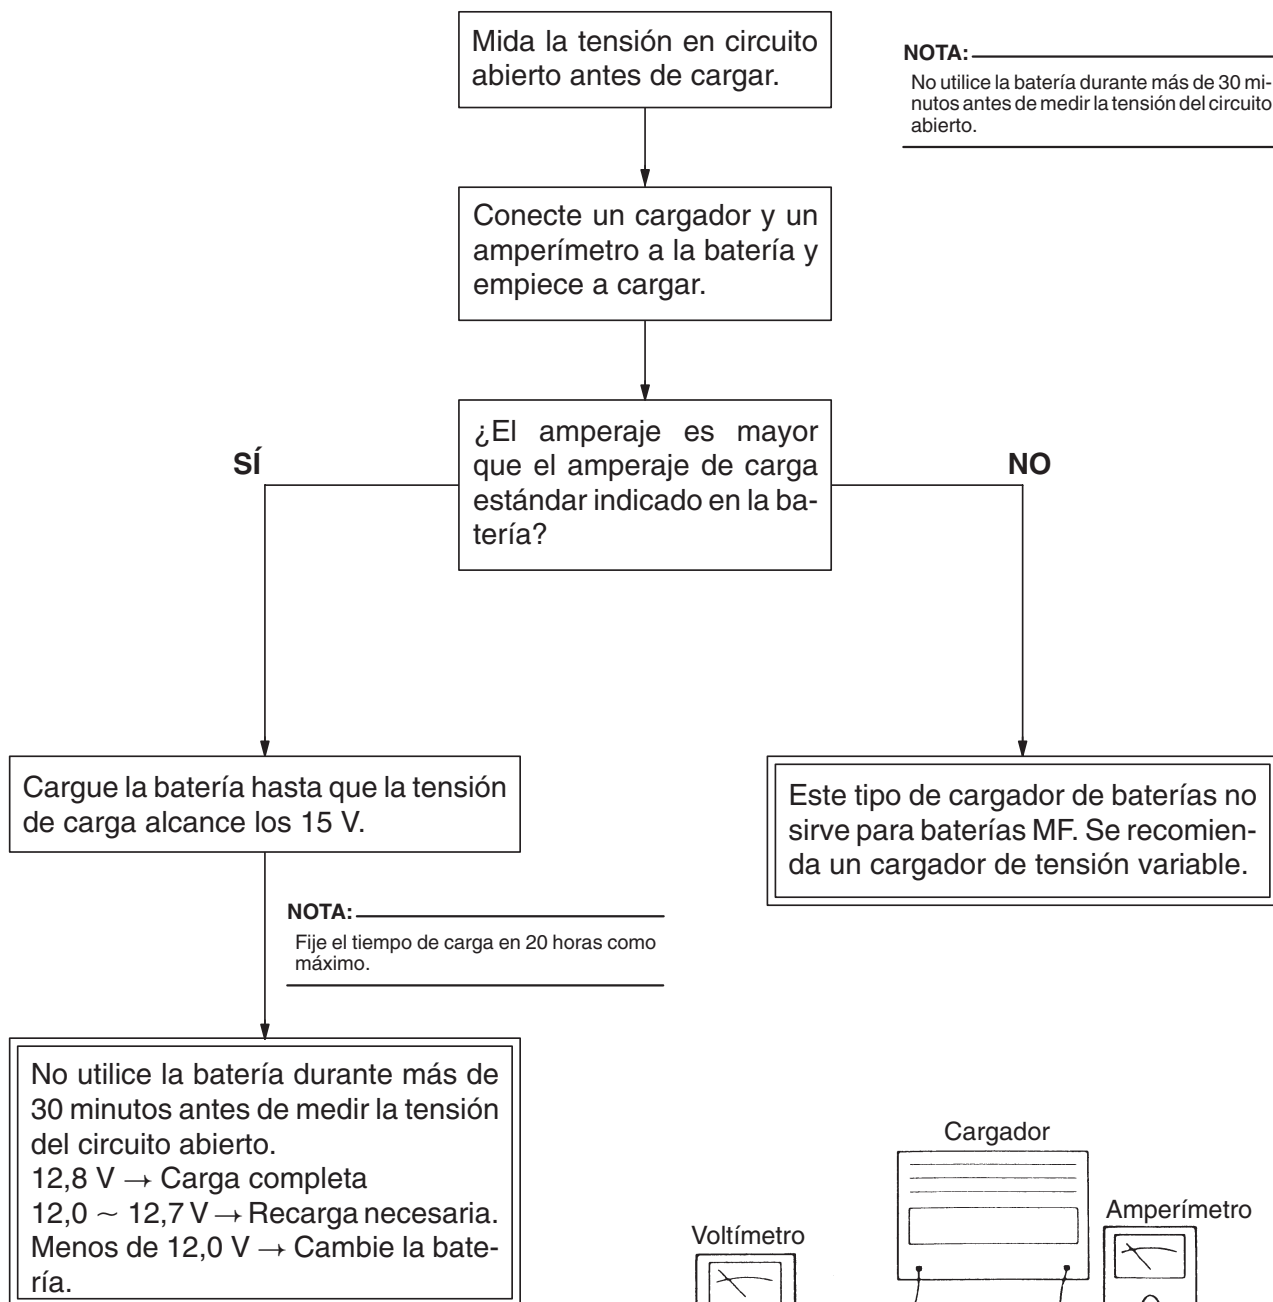 Mida la tensión en circuito
abierto antes de cargar.
NOTA:
No utilice la batería durante más de 30 mi-
nutos antes de medir la tensión del circuito
abierto.
Conecte un cargador y un
amperímetro a la batería y
empiece a cargar.
¿El amperaje es mayor
que el amperaje de carga
estándar indicado en la ba-
tería?
SÍ
NO
Cargue la batería hasta que la tensión
de carga alcance los 15 V.
Este tipo de cargador de baterías no
sirve para baterías MF. Se recomien-
da un cargador de tensión variable.
NOTA:
Fije el tiempo de carga en 20 horas como
máximo.
No utilice la batería durante más de
30 minutos antes de medir la tensión
del circuito abierto.
12,8 V → Carga completa
12,0 ~ 12,7 V → Recarga necesaria.
Menos de 12,0 V → Cambie la bate-
ría.
Cargador
Amperímetro
Voltímetro